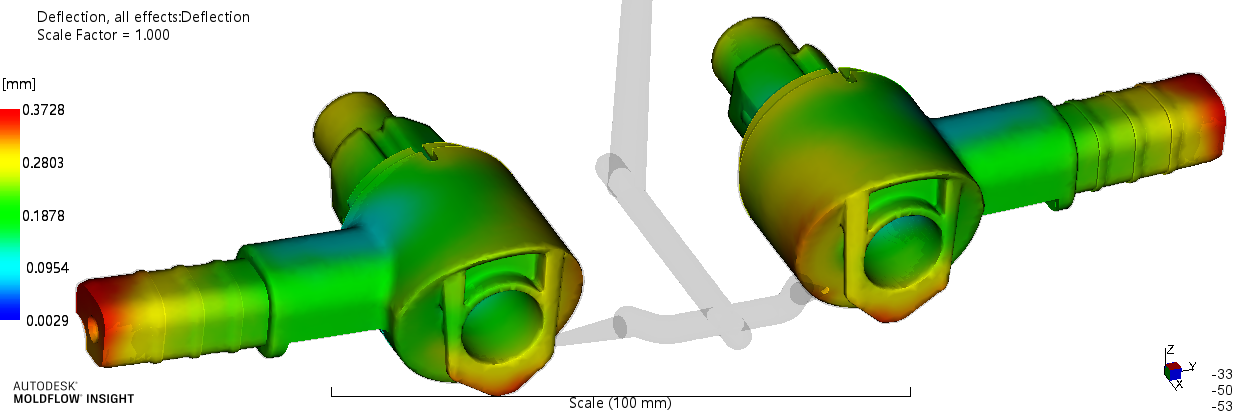 Deflection, all effects:Deflection
Scale Factor = 1.000
[mm]
0.3728
0.2803
0.1878
0.0954
0.0029
AUTODESK®
MOLDFLOW® INSIGHT
Scale (100 mm)
Z
Y
X
-33
-50
-53